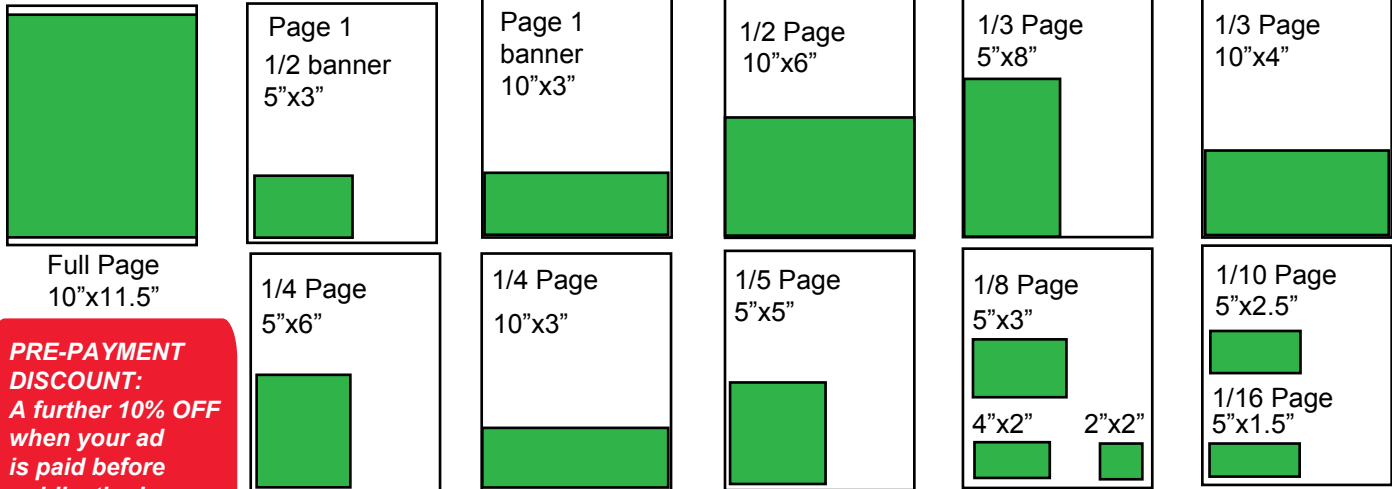 Full Page
10”x11.5”
Page 1
1/2 banner
5”x3”
Page 1
banner
10”x3”
1/2 Page
10”x6”
1/3 Page
5”x8”
1/3 Page
10”x4”
PRE-PAYMENT
DISCOUNT:
A further 10% OFF
when your ad
is paid before
1/4 Page
5”x6”
1/4 Page
10”x3”
1/5 Page
5”x5”
1/8 Page
5”x3”
4”x2” 2”x2”
1/10 Page
5”x2.5”
1/16 Page
5”x1.5”